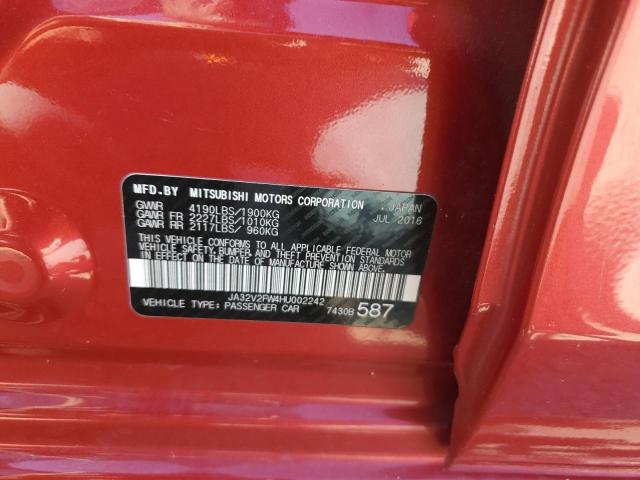 MFD.BY MITSUBISHI MOTORS CORPORATION
GVWR 4190LBS/1900KG JAPAN
GAWR FR 2227LBS/1010KG JUL 2016
GAWR RR 2117LBS/ 960KG
THIS VEHICLE CONFORMS TO ALL APPLICABLE FEDERAL MOTOR
VEHICLE SAFETY, BUMPER AND THEFT PREVENTION STANDARDS
IN EFFECT ON THE DATE OF MANUFACTURE SHOWN ABOVE.
JA32V2FW4HU002242
VEHICLE TYPE: PASSENGER CAR 7430B 587